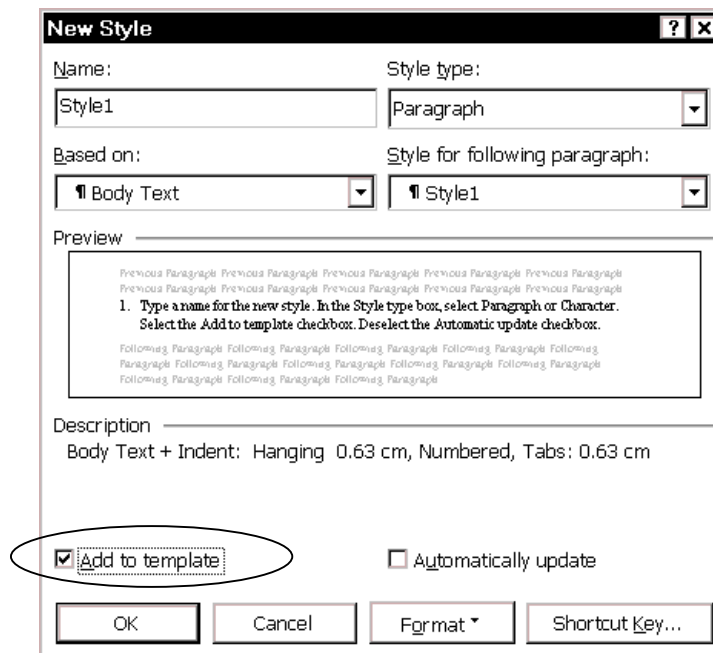 New Style
Name:
Style type:
Style1
Paragraph
Based on:
Style for following paragraph:
¶ Body Text
¶ Style1
Preview
Previous Paragraph Previous Paragraph Previous Paragraph Previous Paragraph Previous Paragraph
Previous Paragraph Previous Paragraph Previous Paragraph Previous Paragraph Previous Paragraph
1. Type a name for the new style. In the Style type box, select Paragraph or Character.
Select the Add to template checkbox. Deselect the Automatic update checkbox.
Following Paragraph Following Paragraph Following Paragraph Following Paragraph Following
Paragraph Following Paragraph Following Paragraph Following Paragraph Following Paragraph
Following Paragraph Following Paragraph Following Paragraph
Description
Body Text + Indent: Hanging 0.63 cm, Numbered, Tabs: 0.63 cm
Add to template
Automatically update
OK
Cancel
Format
Shortcut Key...